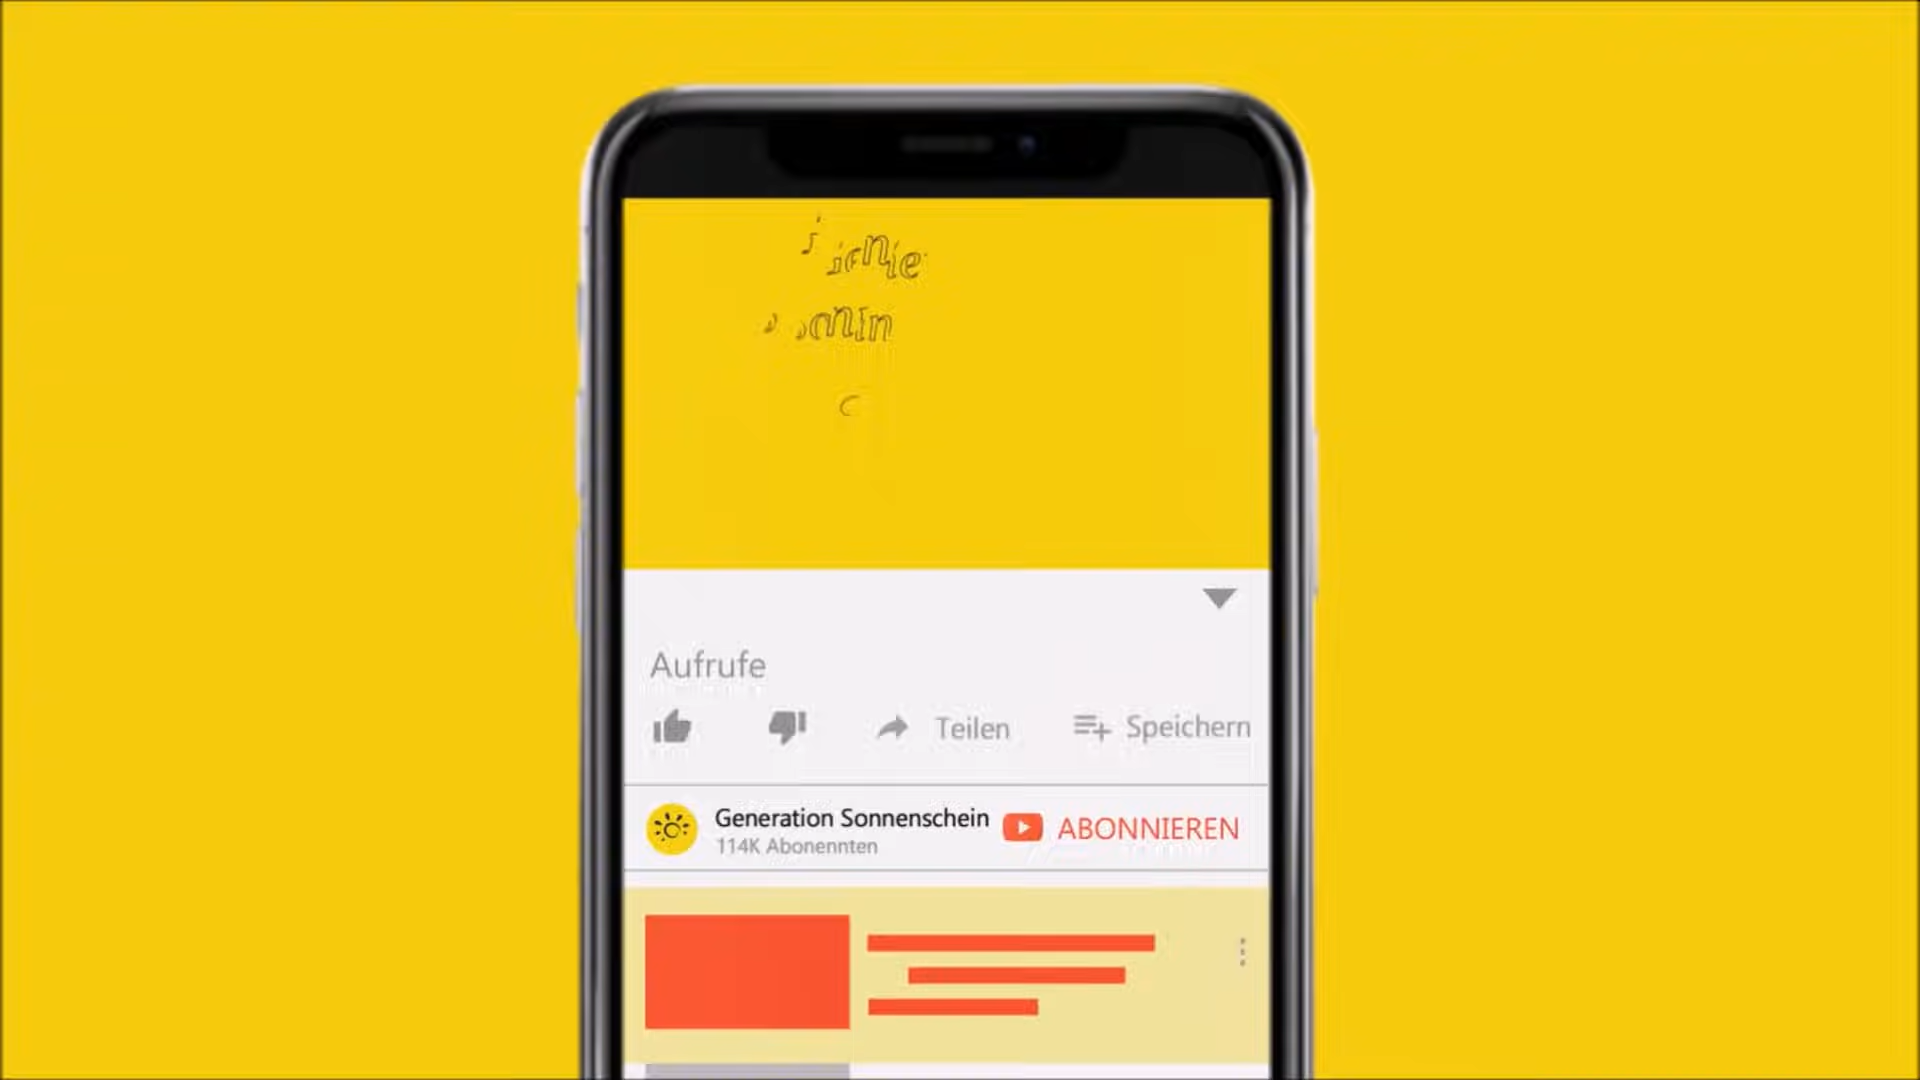 Aufrufe
Teilen
Speichern
Generation Sonnenschein
ABONNIEREN
114K Abonennten